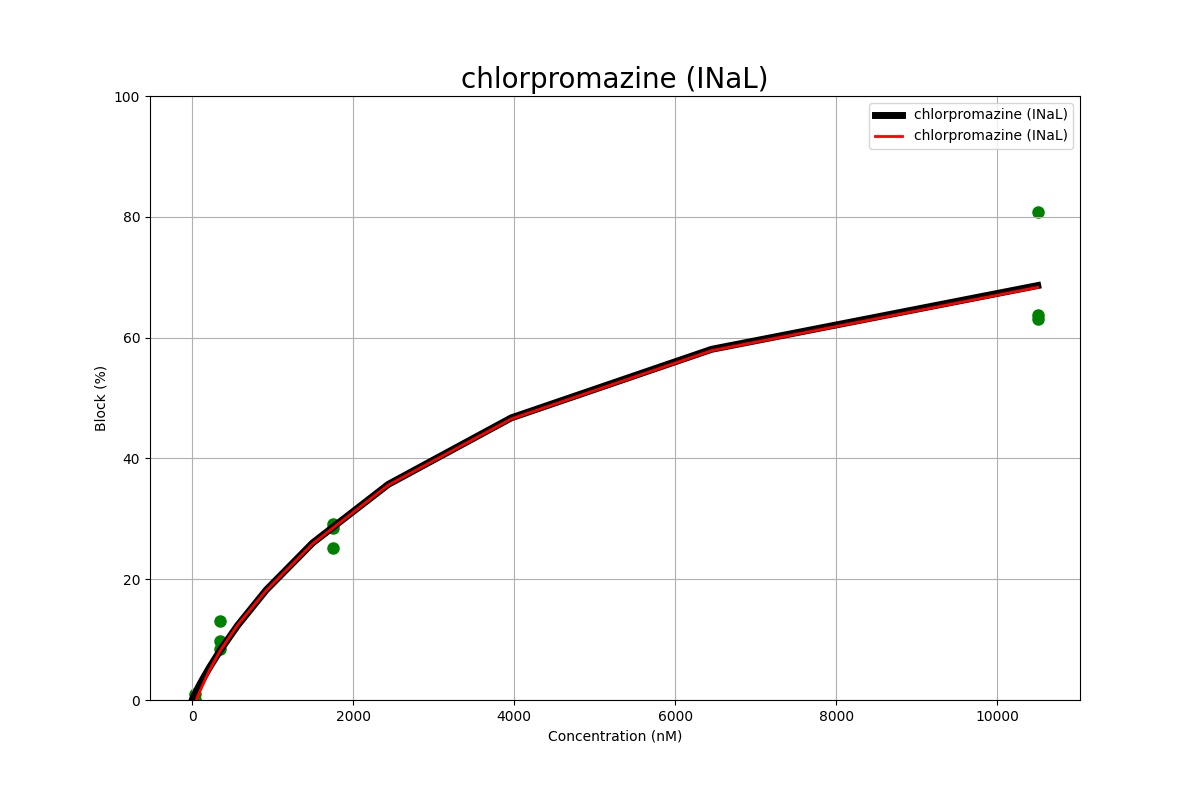 chlorpromazine (INaL)
chlorpromazine (INaL)
chlorpromazine (INaL)
100
80
60
40
20
0
Block (%)
0 2000 4000 6000 8000 10000
Concentration (nM)